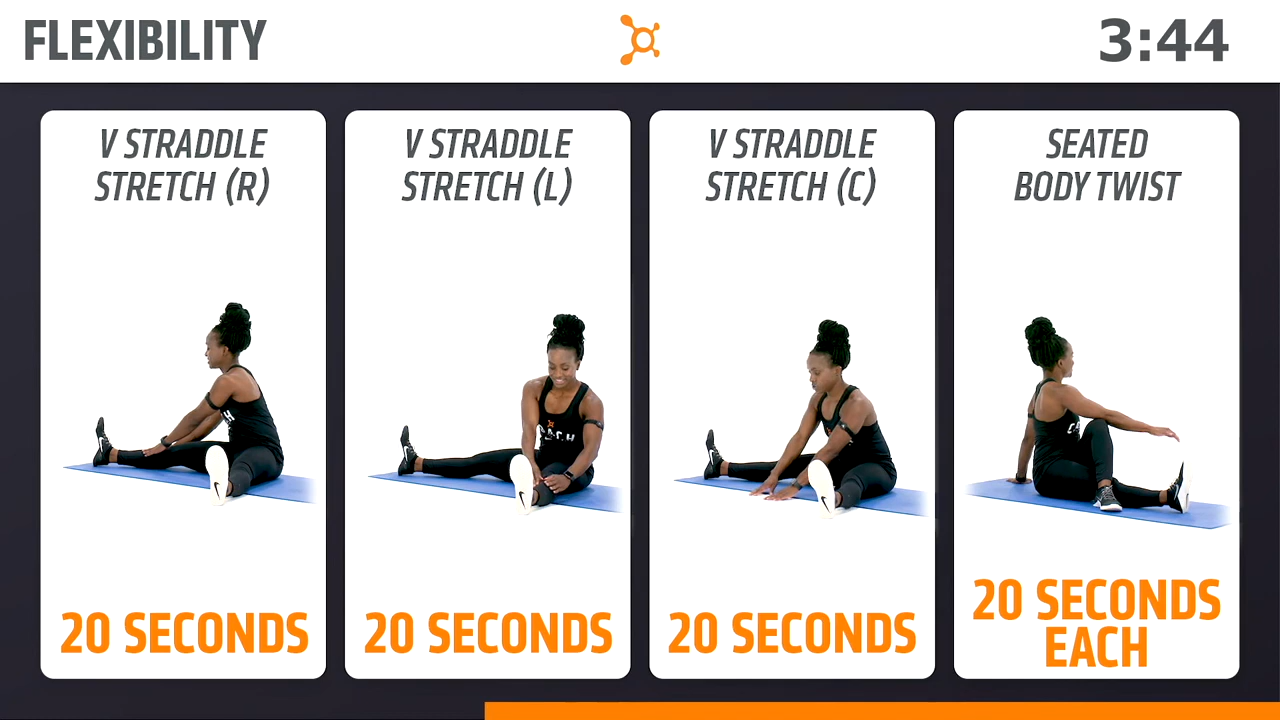 FLEXIBILITY
3:44
V STRADDLE
STRETCH (R)
20 SECONDS
V STRADDLE
STRETCH (L)
20 SECONDS
V STRADDLE
STRETCH (C)
20 SECONDS
SEATED
BODY TWIST
20 SECONDS
EACH